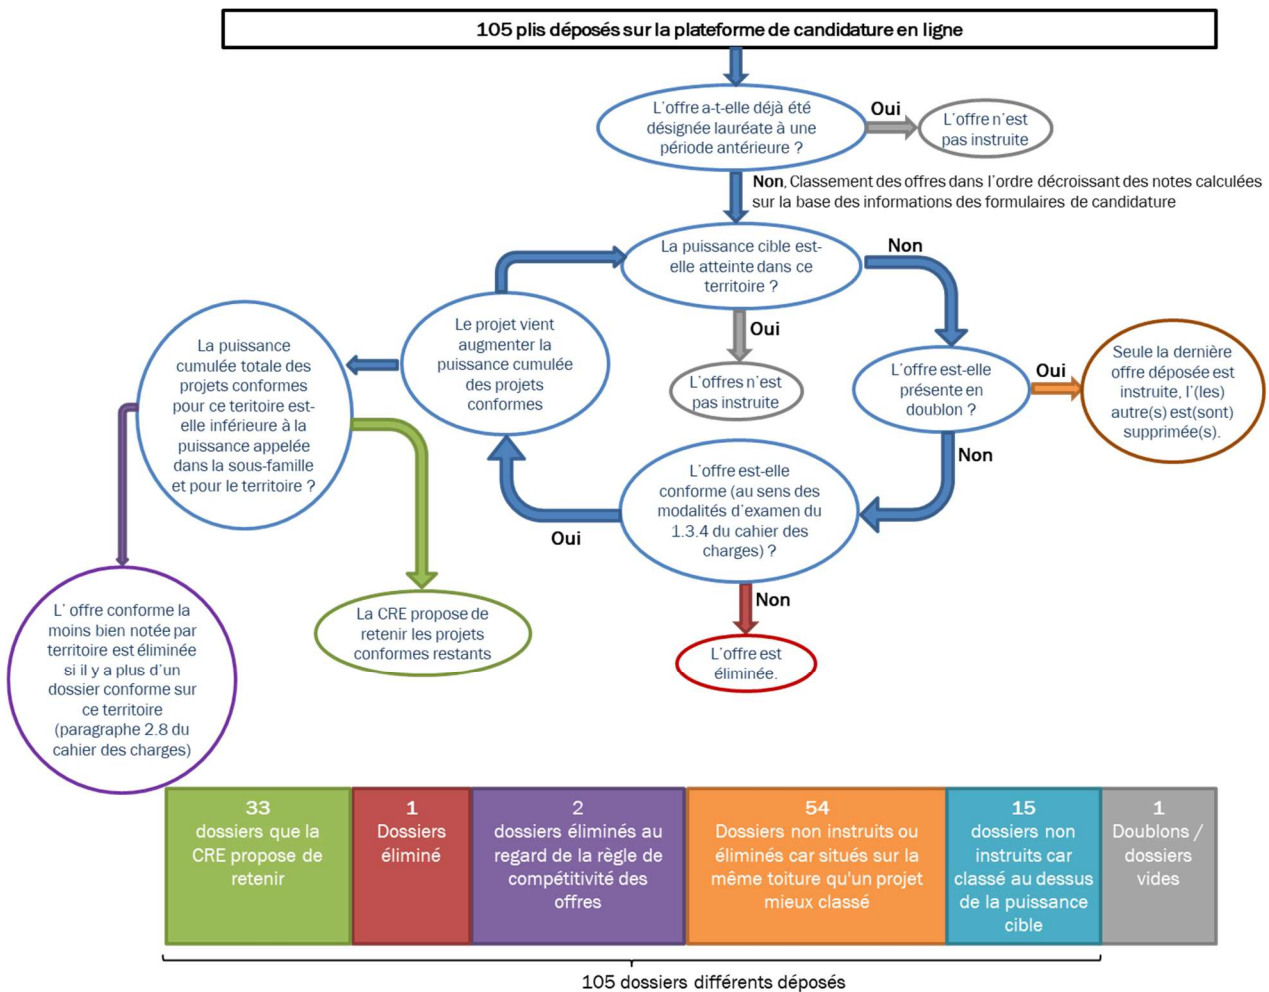 105 plis déposés sur la plateforme de candidature en ligne
L'offre a-t-elle déjà été
désignée lauréate à une
période antérieure ?
Oui
L'offre n'est
pas instruite
Non, Classement des offres dans l'ordre décroissant des notes calculées
sur la base des informations des formulaires de candidature
La puissance cible est-
elle atteinte dans ce
territoire ?
Non
Oui
L'offres n'est
pas instruite
L'offre est-elle
présente en
doublon ?
Oui
Seule la dernière
offre déposée est
instruite, l'(les)
autre(s) est(sont)
supprimée(s).
Non
L'offre est-elle
conforme (au sens des
modalités d'examen du
1.3.4 du cahier des
charges) ?
Oui
Non
L'offre est
éliminée.
Le projet vient
augmenter la
puissance cumulée
des projets
conformes
La puissance
cumulée totale des
projets conformes
pour ce teritoire est-
elle inférieure à la
puissance appelée
dans la sous-famille
et pour le territoire ?
La CRE propose de
retenir les projets
conformes restants
L' offre conforme la
moins bien notée par
territoire est éliminée
si il y a plus d'un
dossier conforme sur
ce territoire
(paragraphe 2.8 du
cahier des charges)
33
dossiers que la
CRE propose de
retenir
1
Dossiers
éliminé
2
dossiers éliminés au
regard de la règle de
compétitivité des
offres
54
Dossiers non instruits ou
éliminés car situés sur la
même toiture qu'un projet
mieux classé
15
dossiers non
instruits car
classé au dessus
de la puissance
cible
1
Doublons /
dossiers
vides
105 dossiers différents déposés